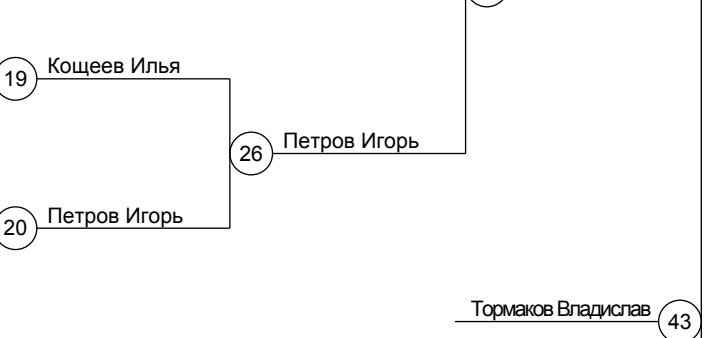 19 Кощеев Илья
26 Петров Игорь
20 Петров Игорь
Тормаков Владислав 43